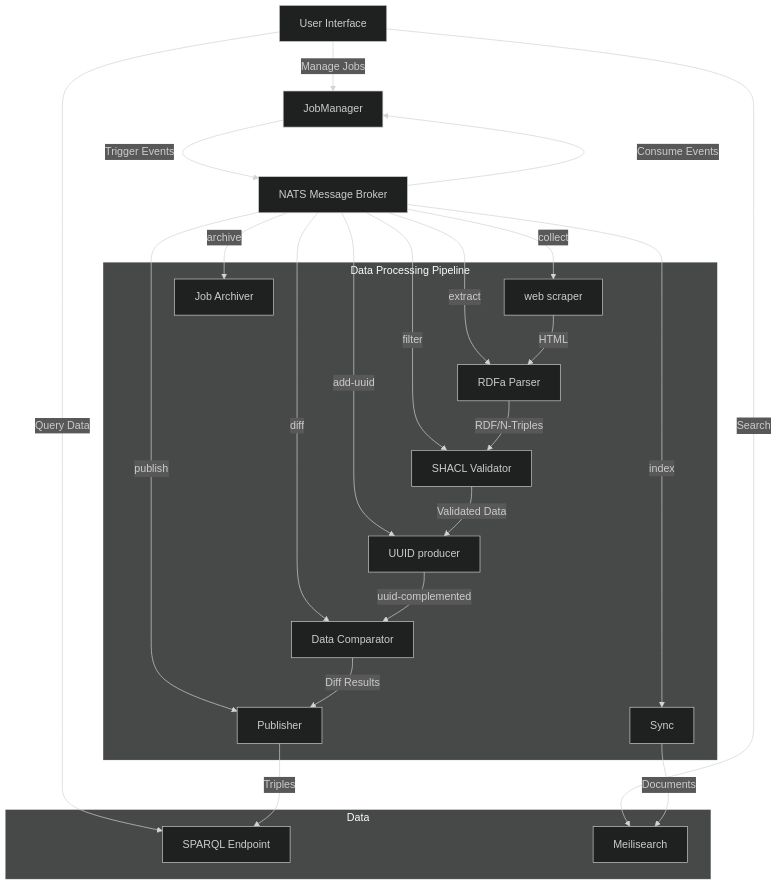 User Interface
Manage Jobs
JobManager
Trigger Events
Consume Events
NATS Message Broker
archive
collect
Data Processing Pipeline
Job Archiver
web scraper
extract
filter
HTML
add-uuid
RDFa Parser
Query Data
diff
RDF/N-Triples
Search
publish
SHACL Validator
index
Validated Data
UUID producer
uuid-complemented
Data Comparator
Diff Results
Publisher
Sync
Triples
Documents
Data
SPARQL Endpoint
Meilisearch